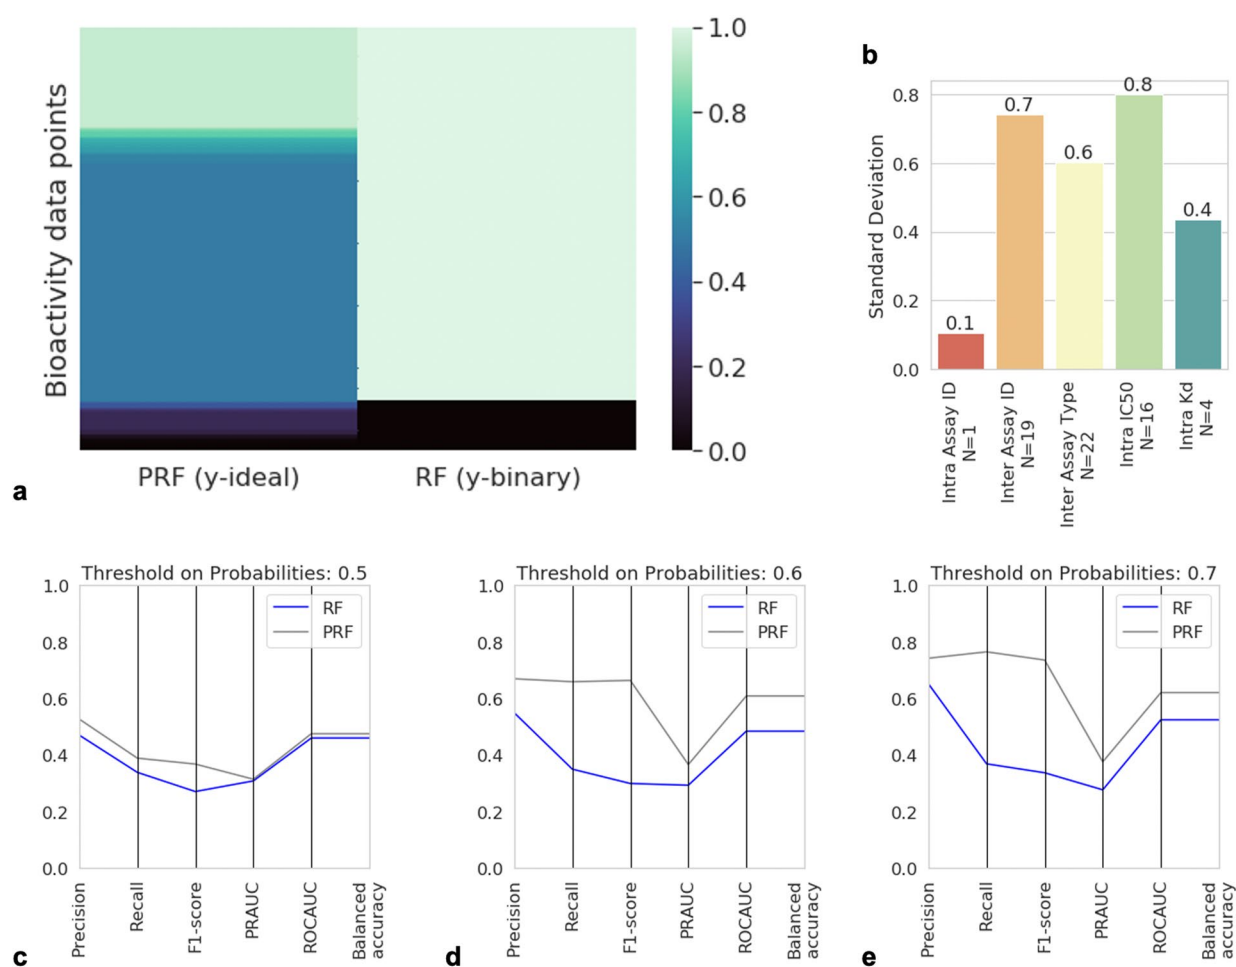 Bioactivity data points
PRF (y-ideal)
RF (y-binary)
1.0
0.8
0.6
0.4
0.2
0.0
a
b
Standard Deviation
0.8
0.6
0.4
0.2
0.0
0.1
0.7
0.6
0.8
0.4
Intra Assay ID
N=1
Inter Assay ID
N=19
Inter Assay Type
N=22
Intra IC50
N=16
Intra Kd
N=4
Threshold on Probabilities: 0.5
1.0
0.8
0.6
0.4
0.2
0.0
RF
PRF
Precision
Recall
F1-score
PRAUC
ROCAUC
Balanced
accuracy
c
Threshold on Probabilities: 0.6
1.0
0.8
0.6
0.4
0.2
0.0
RF
PRF
Precision
Recall
F1-score
PRAUC
ROCAUC
Balanced
accuracy
d
Threshold on Probabilities: 0.7
1.0
0.8
0.6
0.4
0.2
0.0
RF
PRF
Precision
Recall
F1-score
PRAUC
ROCAUC
Balanced
accuracy
e